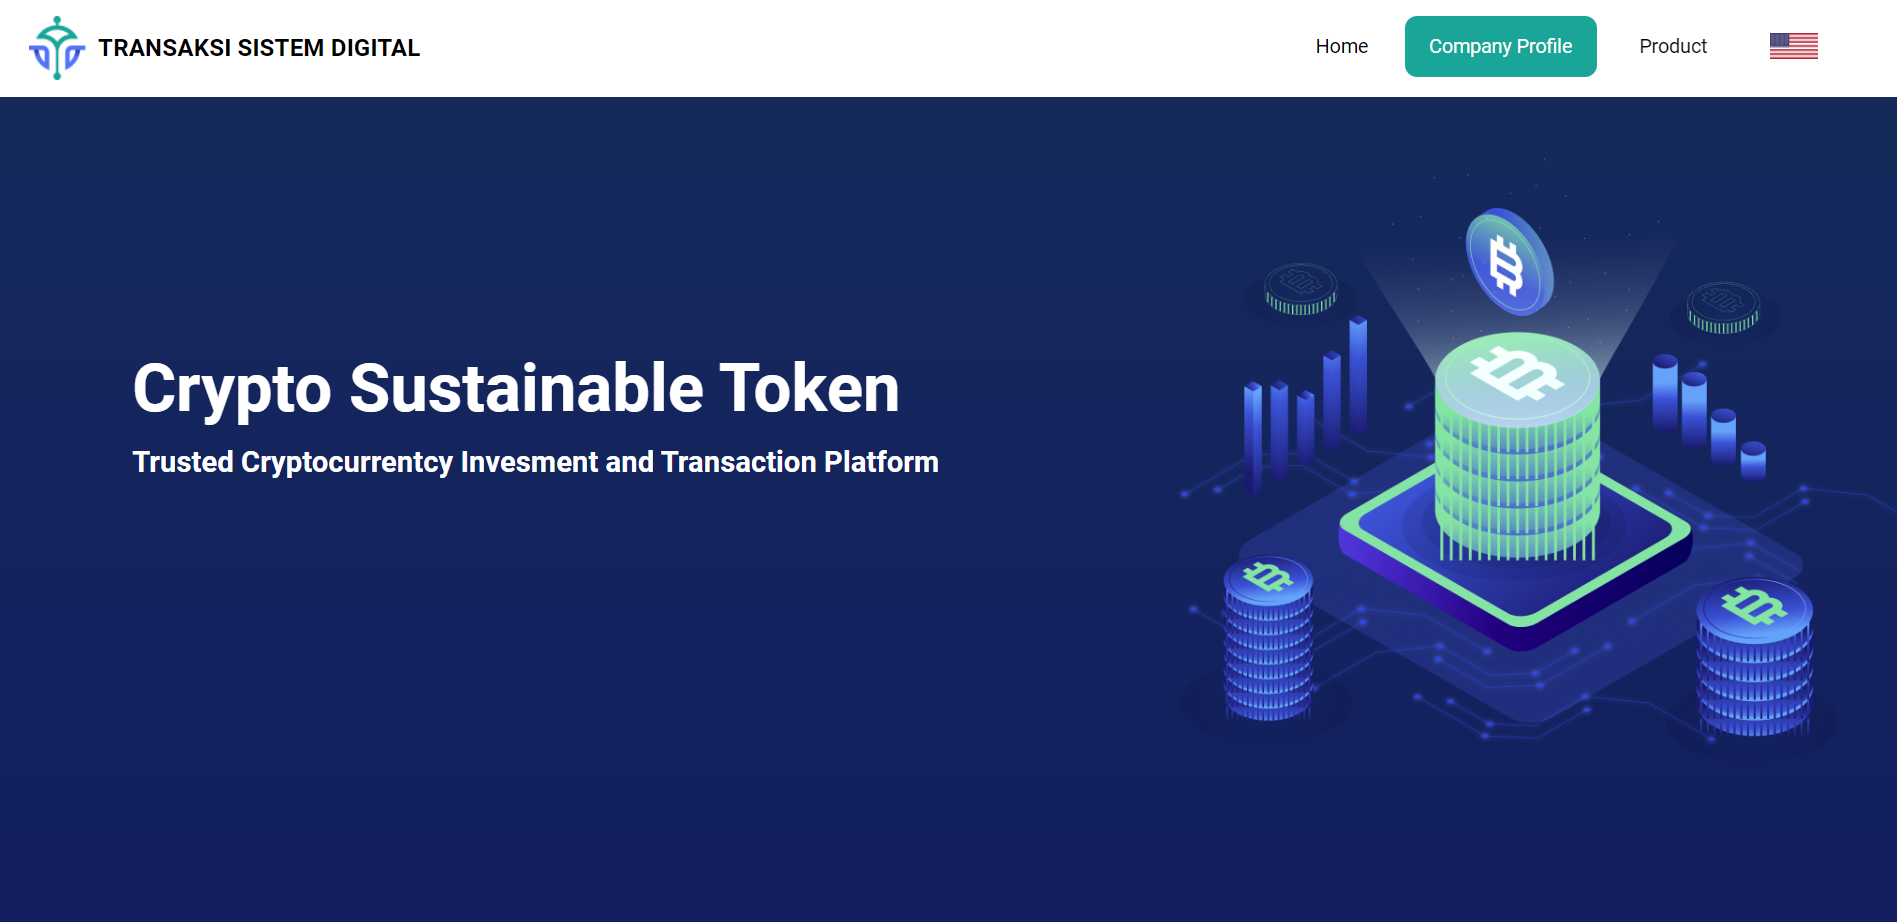 TRANSAKSI SISTEM DIGITAL
Home
Company Profile
Product
Crypto Sustainable Token
Trusted Cryptocurrentcy Invesment and Transaction Platform